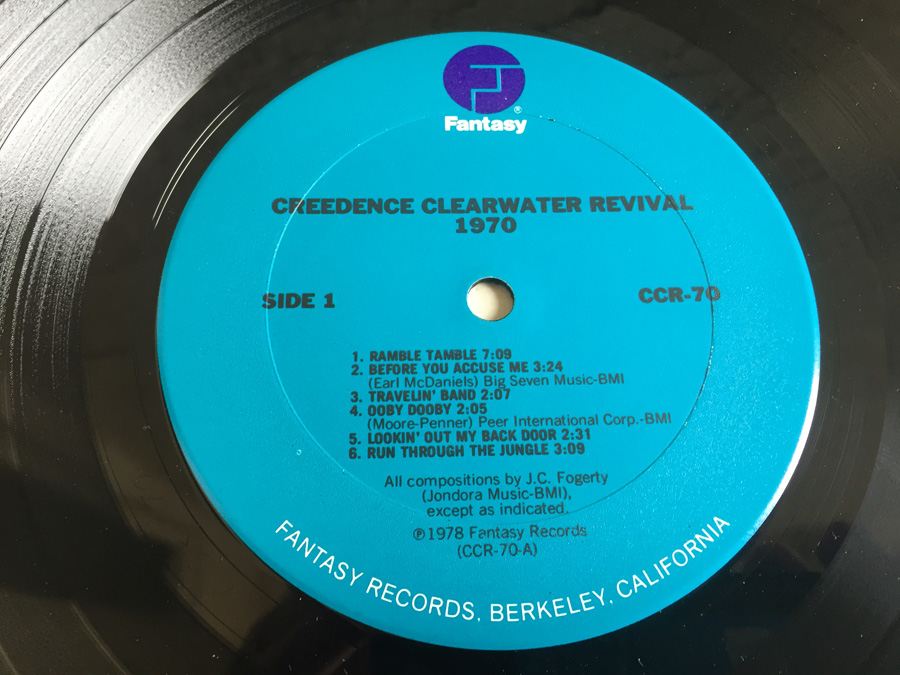 ®
Fantasy
CREEDENCE CLEARWATER REVIVAL
1970
SIDE 1
CCR-70
1. RAMBLE TAMBLE 7:09
2. BEFORE YOU ACCUSE ME 3:24
(Earl McDaniels) Big Seven Music-BMI
3. TRAVELIN' BAND 2:07
4. OOBY DOOBY 2:05
(Moore-Penner) Peer International Corp.-BMI
5. LOOKIN' OUT MY BACK DOOR 2:31
6. RUN THROUGH THE JUNGLE 3:09
All compositions by J.C. Fogerty
(Jondora Music-BMI),
except as indicated.
℗1978 Fantasy Records
(CCR-70-A)
FANTASY RECORDS, BERKELEY, CALIFORNIA